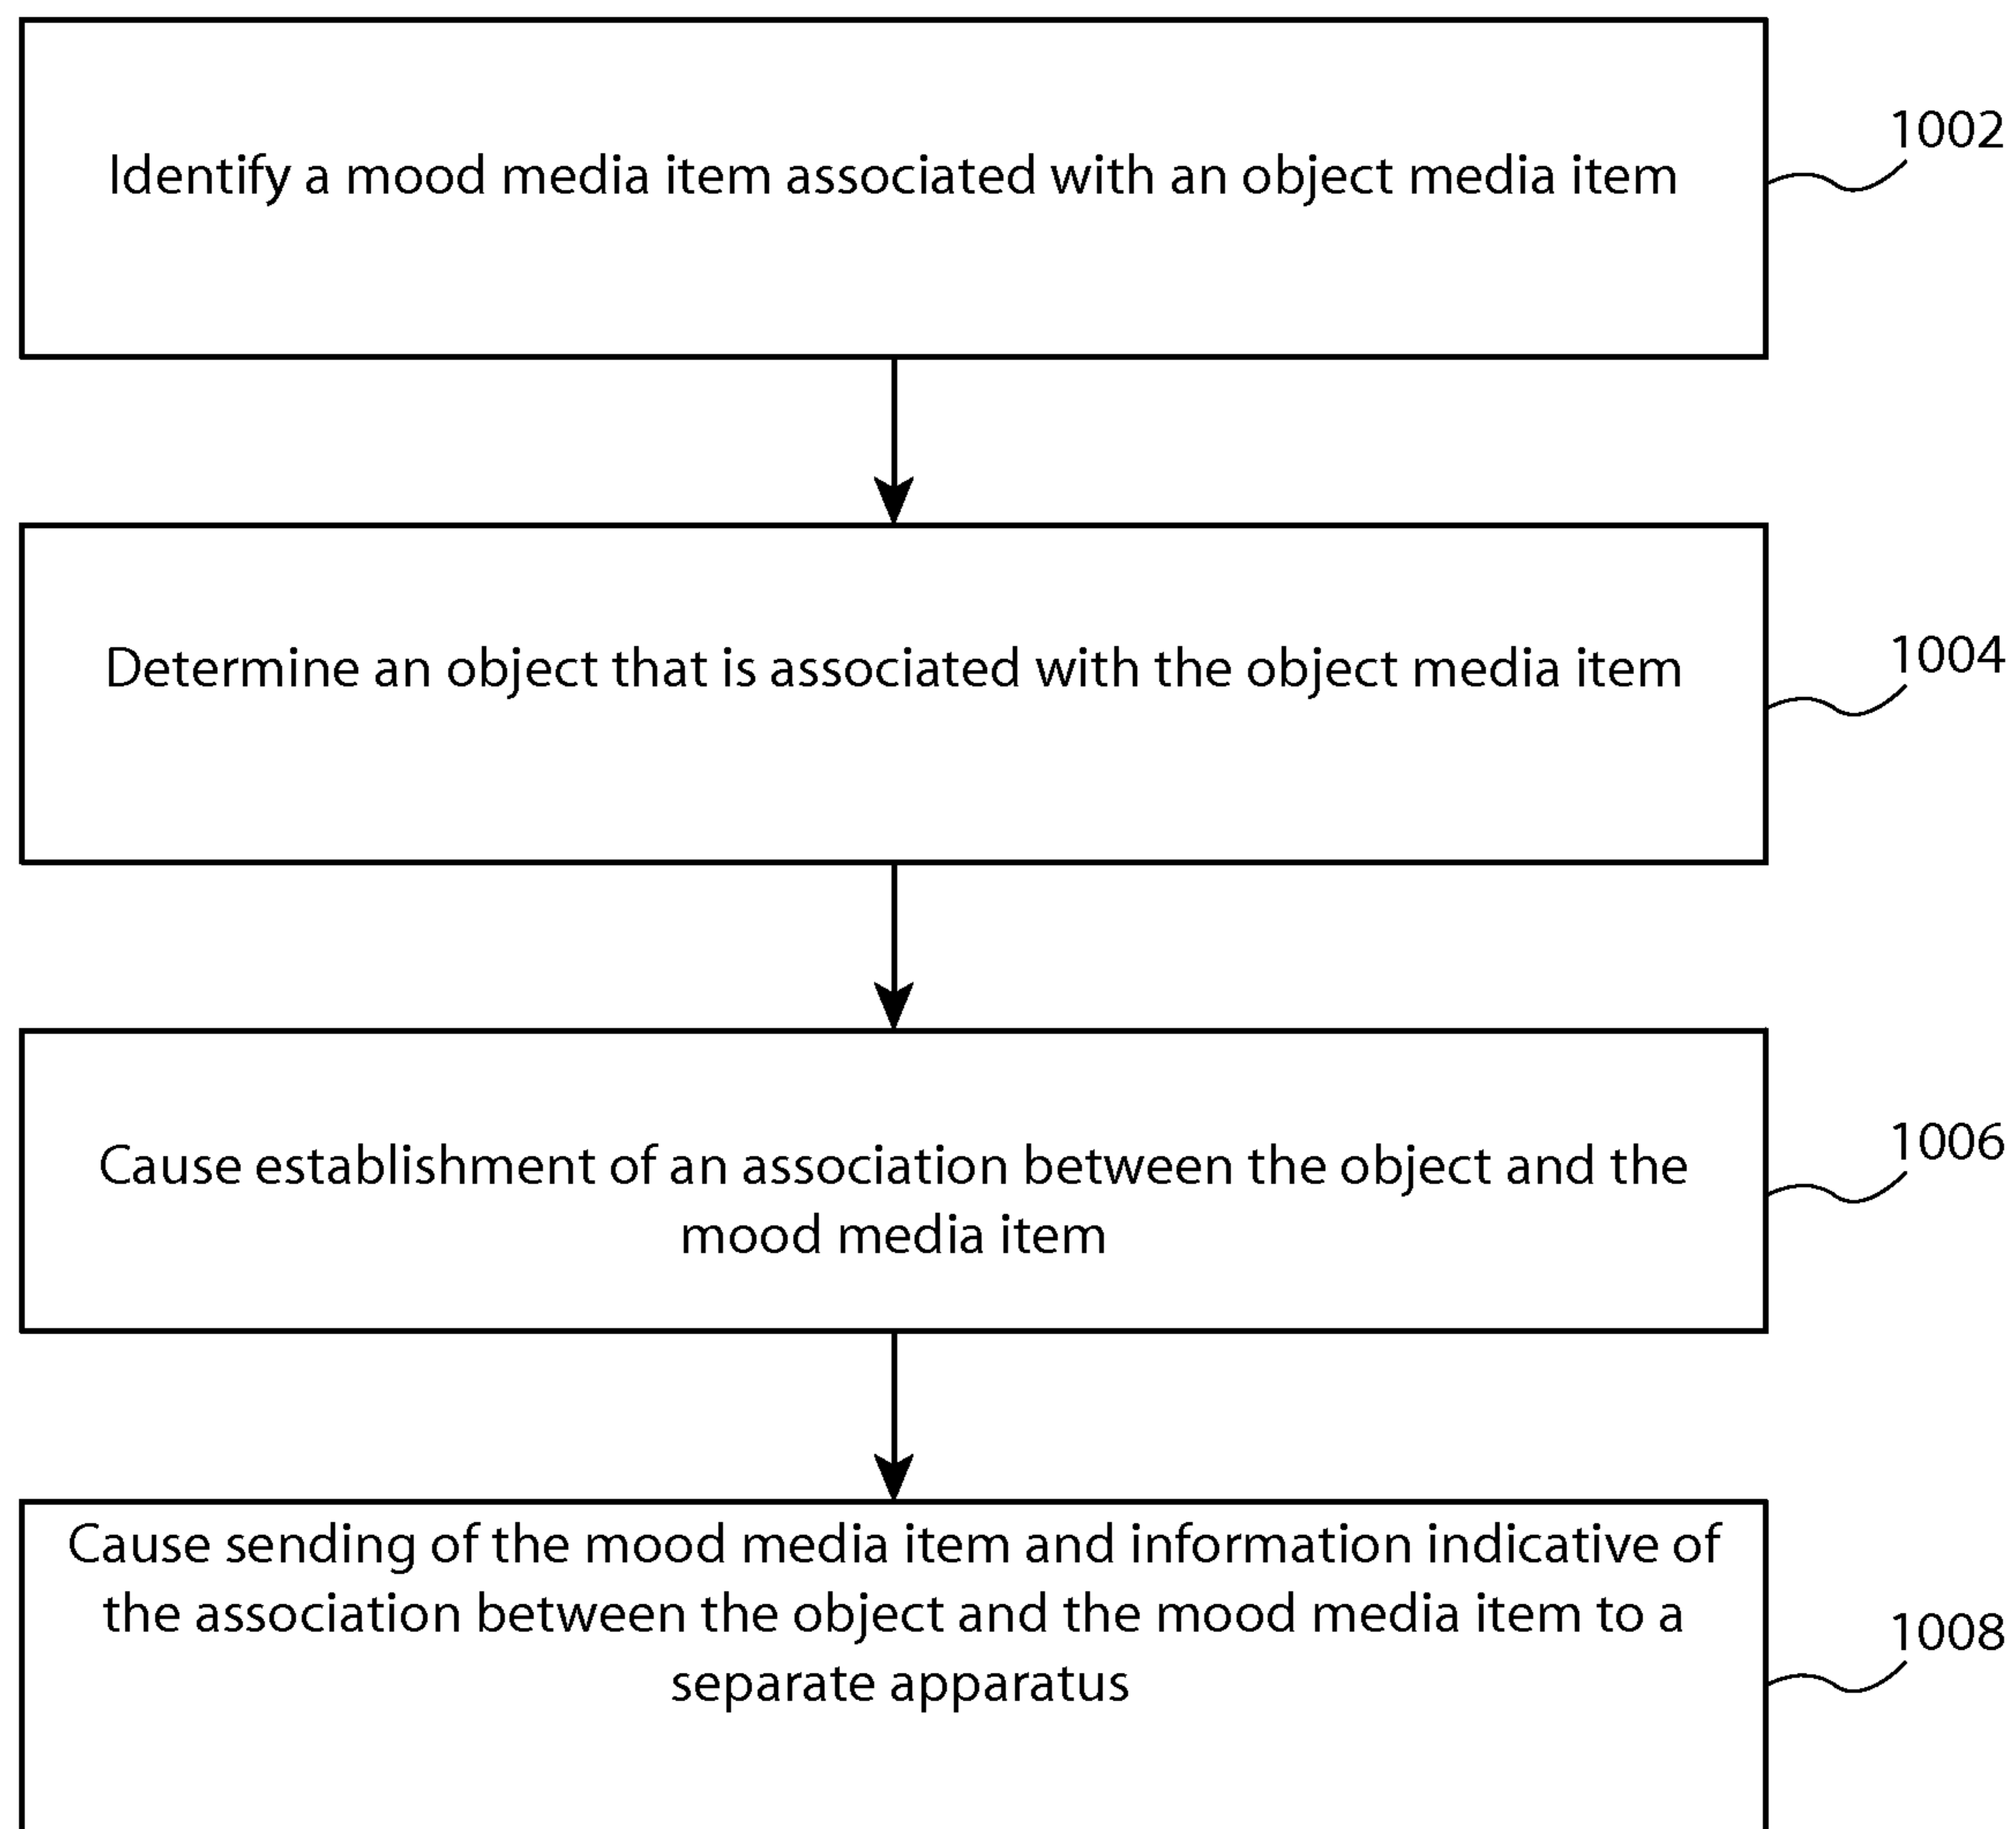 Identify a mood media item associated with an object media item
1002
Determine an object that is associated with the object media item
1004
Cause establishment of an association between the object and the
mood media item
1006
Cause sending of the mood media item and information indicative of
the association between the object and the mood media item to a
separate apparatus
1008